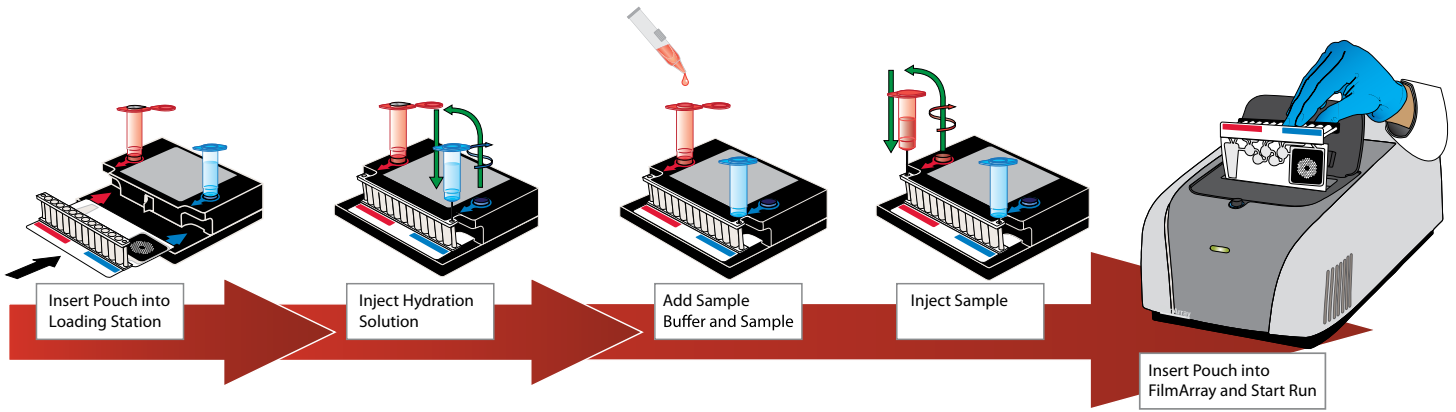 Insert Pouch into
Loading Station
Inject Hydration
Solution
Add Sample
Buffer and Sample
Inject Sample
Insert Pouch into
FilmArray and Start Run